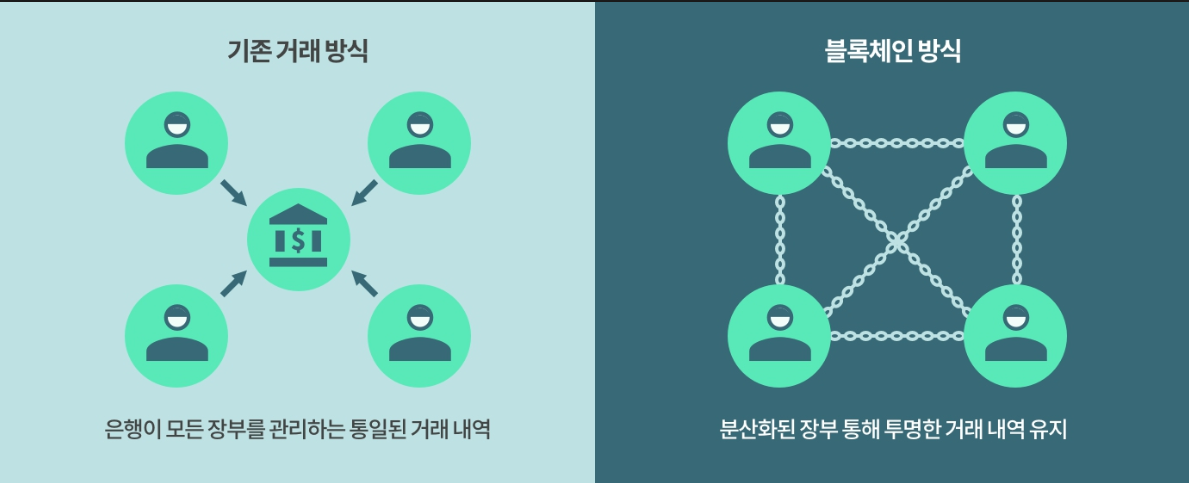 기존 거래 방식
블록체인 방식
$
은행이 모든 장부를 관리하는 통일된 거래 내역
분산화된 장부 통해 투명한 거래 내역 유지